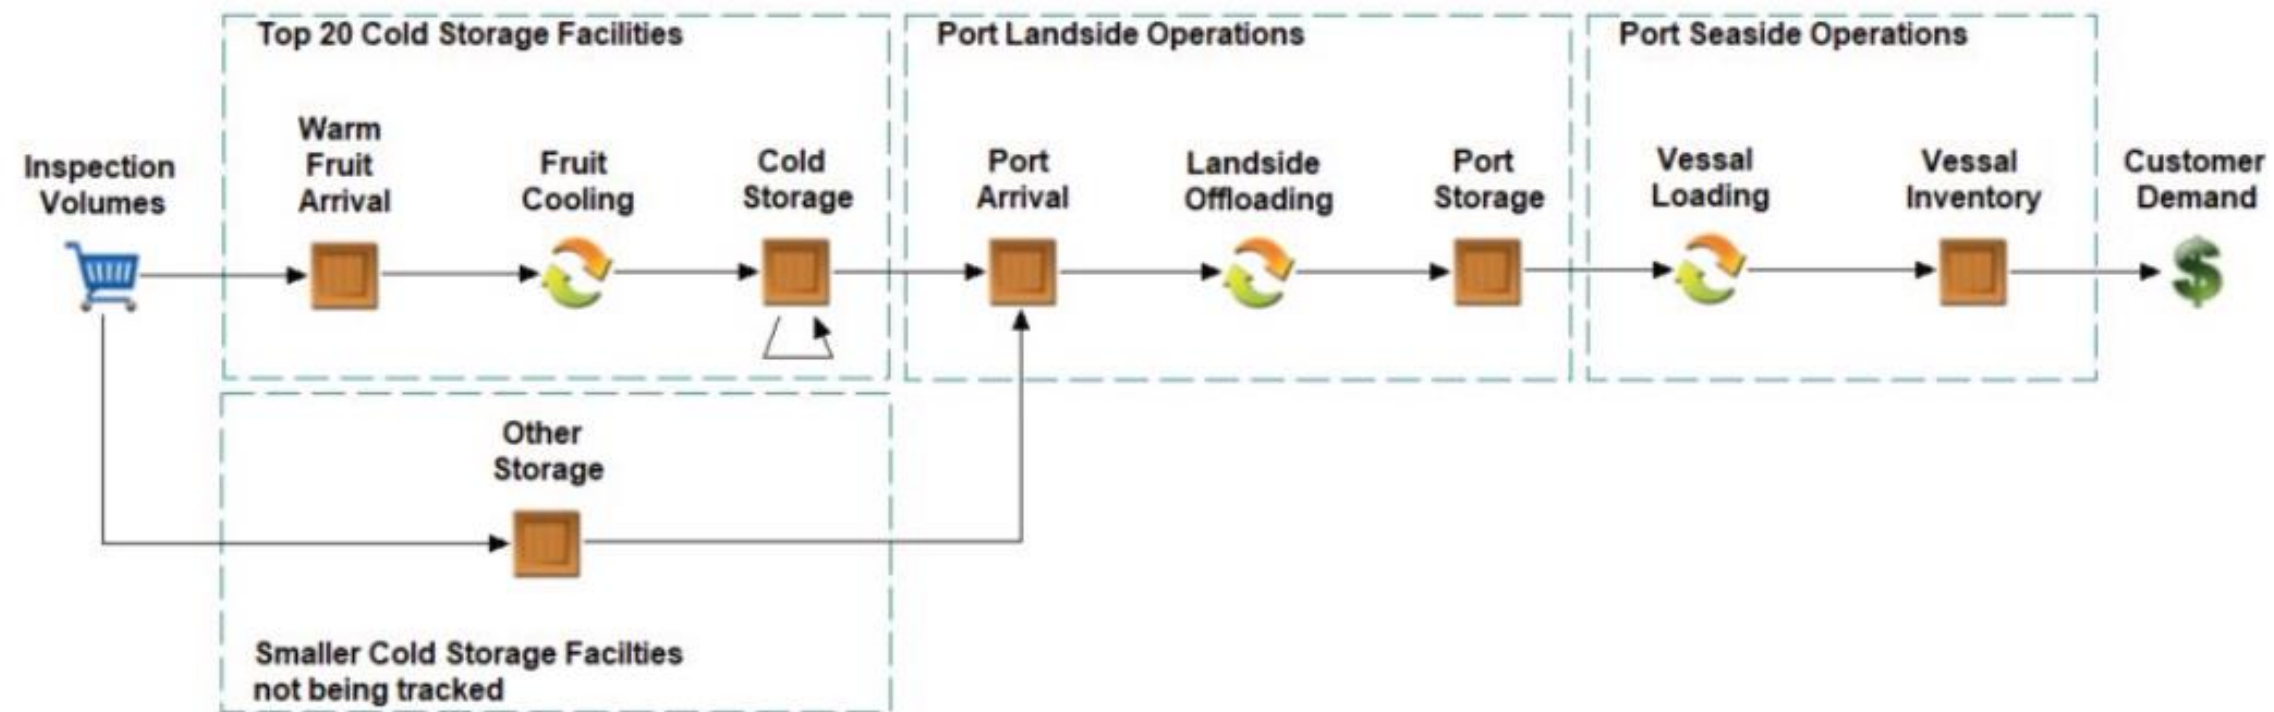 Top 20 Cold Storage Facilities
Port Landside Operations
Port Seaside Operations
Inspection
Volumes
Warm
Fruit
Arrival
Fruit
Cooling
Cold
Storage
Port
Arrival
Landside
Offloading
Port
Storage
Vessal
Loading
Vessal
Inventory
Customer
Demand
Other
Storage
Smaller Cold Storage Facilties
not being tracked